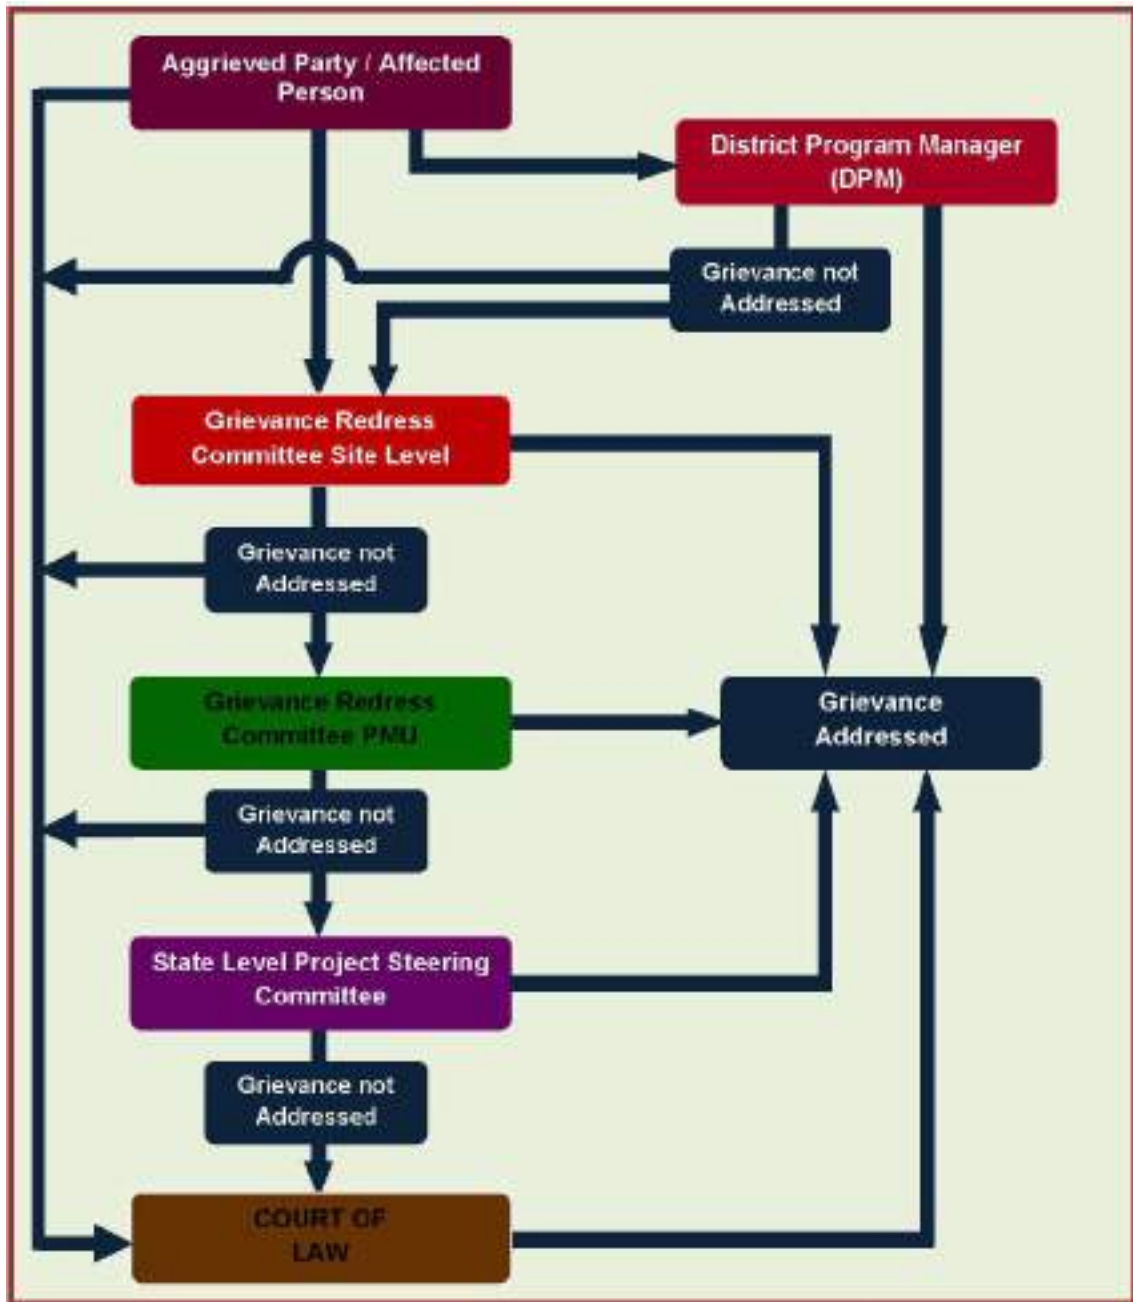 Aggrieved Party / Affected
Person
District Program Manager
(DPM)
Grievance not
Addressed
Grievance Redress
Committee Site Level
Grievance not
Addressed
Grievance Redress
Committee PMU
Grievance
Addressed
Grievance not
Addressed
State Level Project Steering
Committee
Grievance not
Addressed
COURT OF
LAW